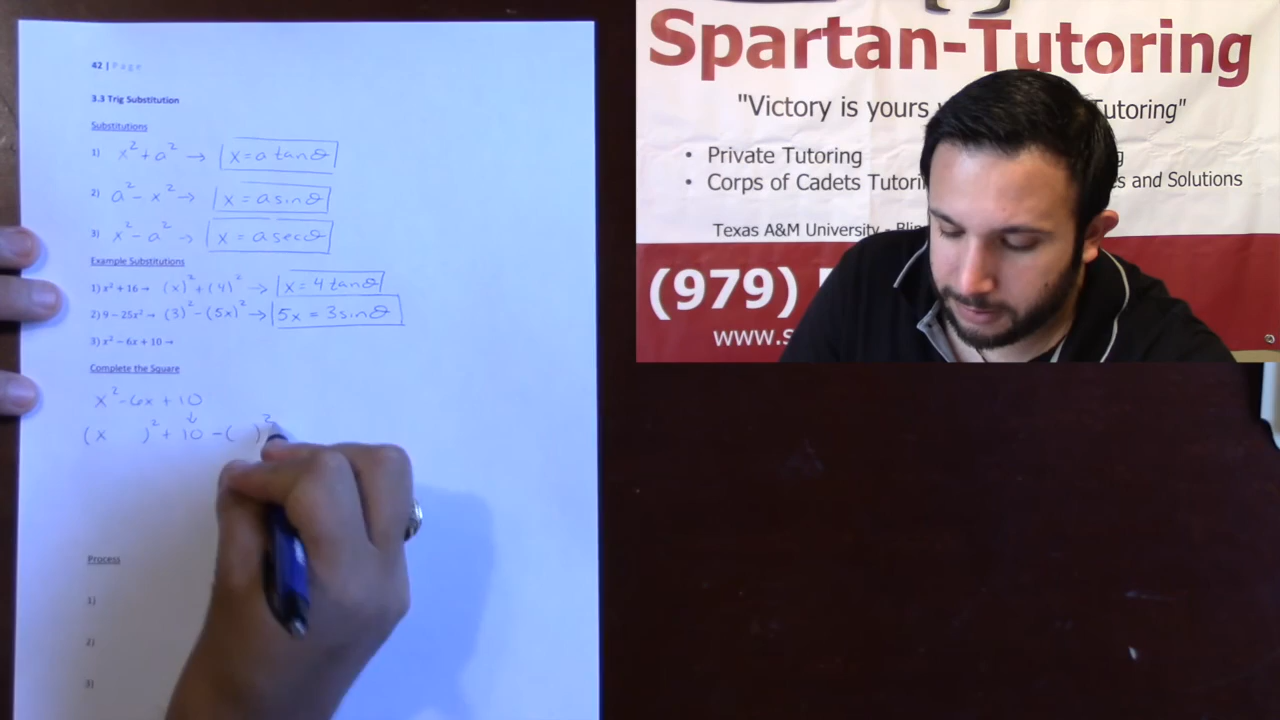 42 | Page
3.3 Trig Substitution
Substitutions
1) x² + a² → x = a tanθ
2) a² - x² → x = a sinθ
3) x² - a² → x = a secθ
Example Substitutions
1) x² + 16 → (x)² + (4)² → x = 4 tanθ
2) 9 − 25x² → (3)² - (5x)² → 5x = 3 sinθ
3) x² − 6x + 10 →
Complete the Square
x² - 6x + 10
↓
(x )² + 10 - ( )²
Process
1)
2)
3)
Spartan-Tutoring
"Victory is yours Tutoring"
• Private Tutoring
• Corps of Cadets
and Solutions
Texas A&M University -
(979)